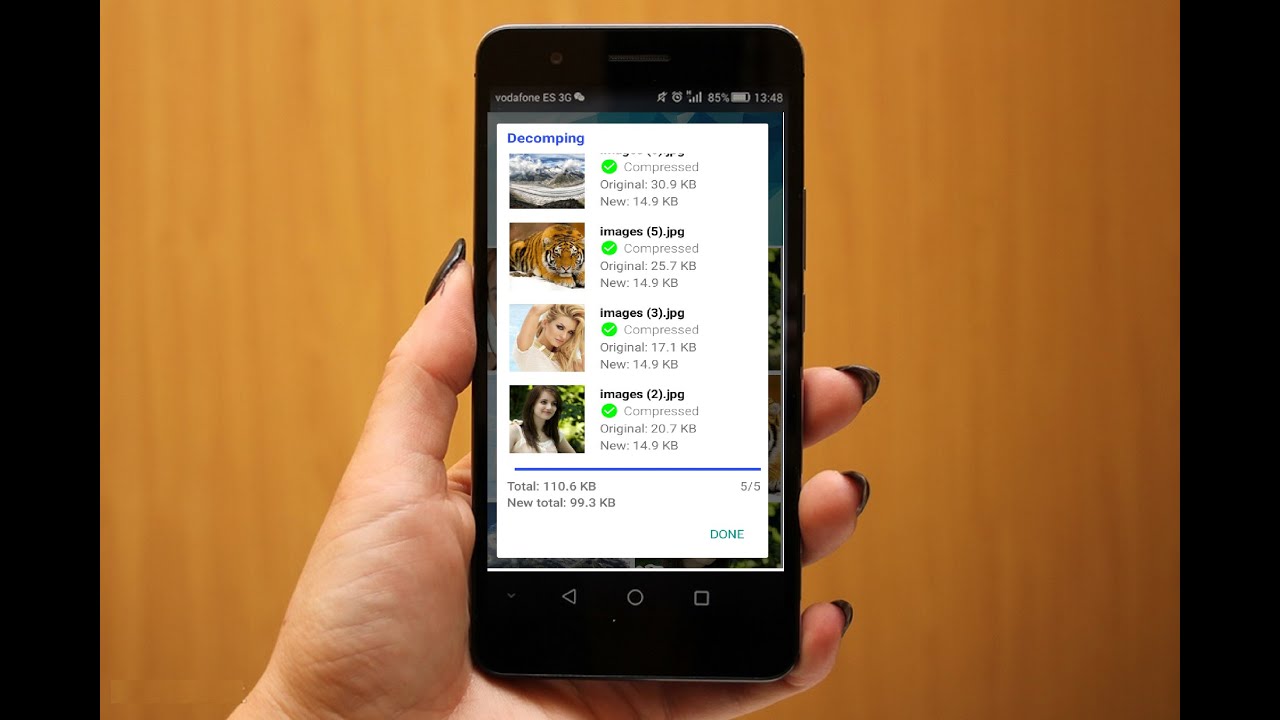 vodafone ES 3G 85% 13:48
Decomping
Compressed
Original: 30.9 KB
New: 14.9 KB
images (5).jpg
Compressed
Original: 25.7 KB
New: 14.9 KB
images (3).jpg
Compressed
Original: 17.1 KB
New: 14.9 KB
images (2).jpg
Compressed
Original: 20.7 KB
New: 14.9 KB
Total: 110.6 KB 5/5
New total: 99.3 KB
DONE